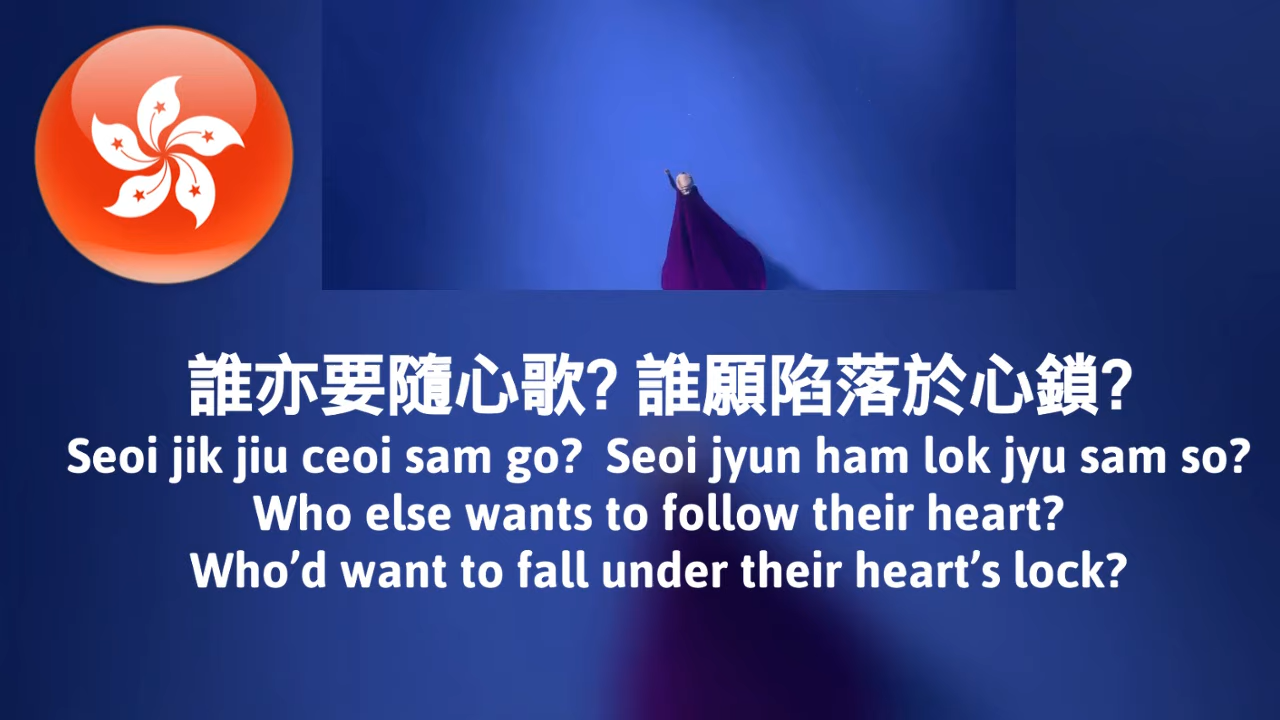 誰亦要隨心歌? 誰願陷落於心鎖?
Seoi jik jiu ceoi sam go? Seoi jyun ham lok jyu sam so?
Who else wants to follow their heart?
Who’d want to fall under their heart’s lock?